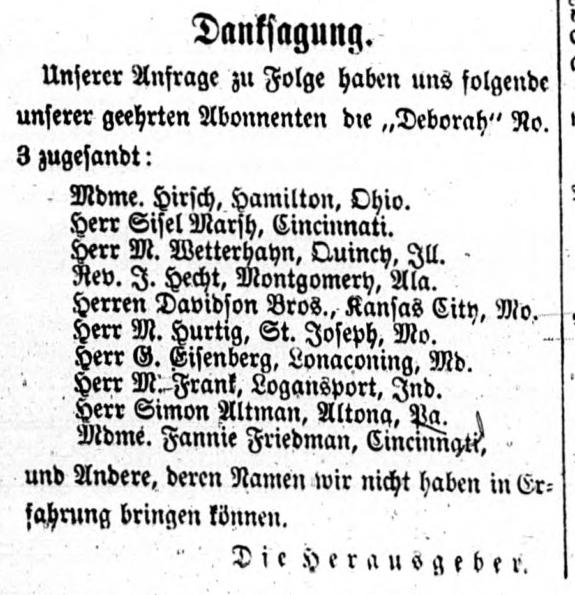 Danksagung.
Unserer Anfrage zu Folge haben uns folgende
unserer geehrten Abonnenten die „Deborah“ No.
3 zugesandt:
Mdme. Hirsch, Hamilton, Ohio.
Herr Sisel Marsh, Cincinnati.
Herr M. Wetterhahn, Quincy, Ill.
Rev. J. Hecht, Montgomery, Ala.
Herren Davidson Bros., Kansas City, Mo.
Herr M. Hurtig, St. Joseph, Mo.
Herr G. Eisenberg, Lonaconing, Md.
Herr M. Frank, Logansport, Ind.
Herr Simon Altman, Altona, Pa.
Mdme. Fannie Friedman, Cincinnati,
und Andere, deren Namen wir nicht haben in Er-
fahrung bringen können.
Die Herausgeber.